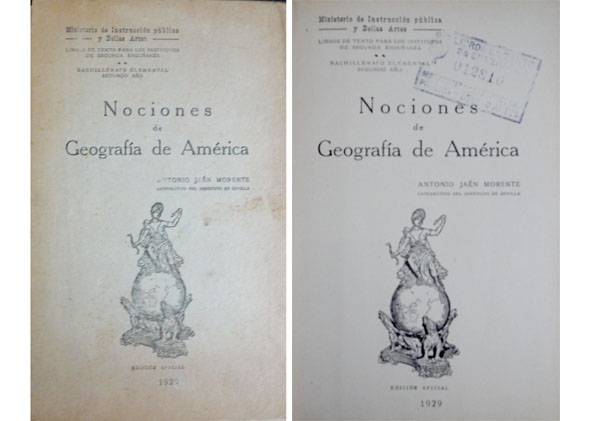 Ministerio de Instrucción pública
y Bellas Artes
LIBROS DE TEXTO PARA LOS INSTITUTOS
DE SEGUNDA ENSEÑANZA
BACHILLERATO ELEMENTAL
SEGUNDO AÑO
Nociones
de
Geografía de América
ANTONIO JAÉN MORENTE
CATEDRÁTICO DEL INSTITUTO DE SEVILLA
EDICIÓN OFICIAL
1929
Ministerio de Instrucción pública
y Bellas Artes
LIBROS DE TEXTO PARA LOS INSTITUTOS
DE SEGUNDA ENSEÑANZA
BACHILLERATO ELEMENTAL
SEGUNDO AÑO
Nociones
de
Geografía de América
ANTONIO JAÉN MORENTE
CATEDRÁTICO DEL INSTITUTO DE SEVILLA
EDICIÓN OFICIAL
1929